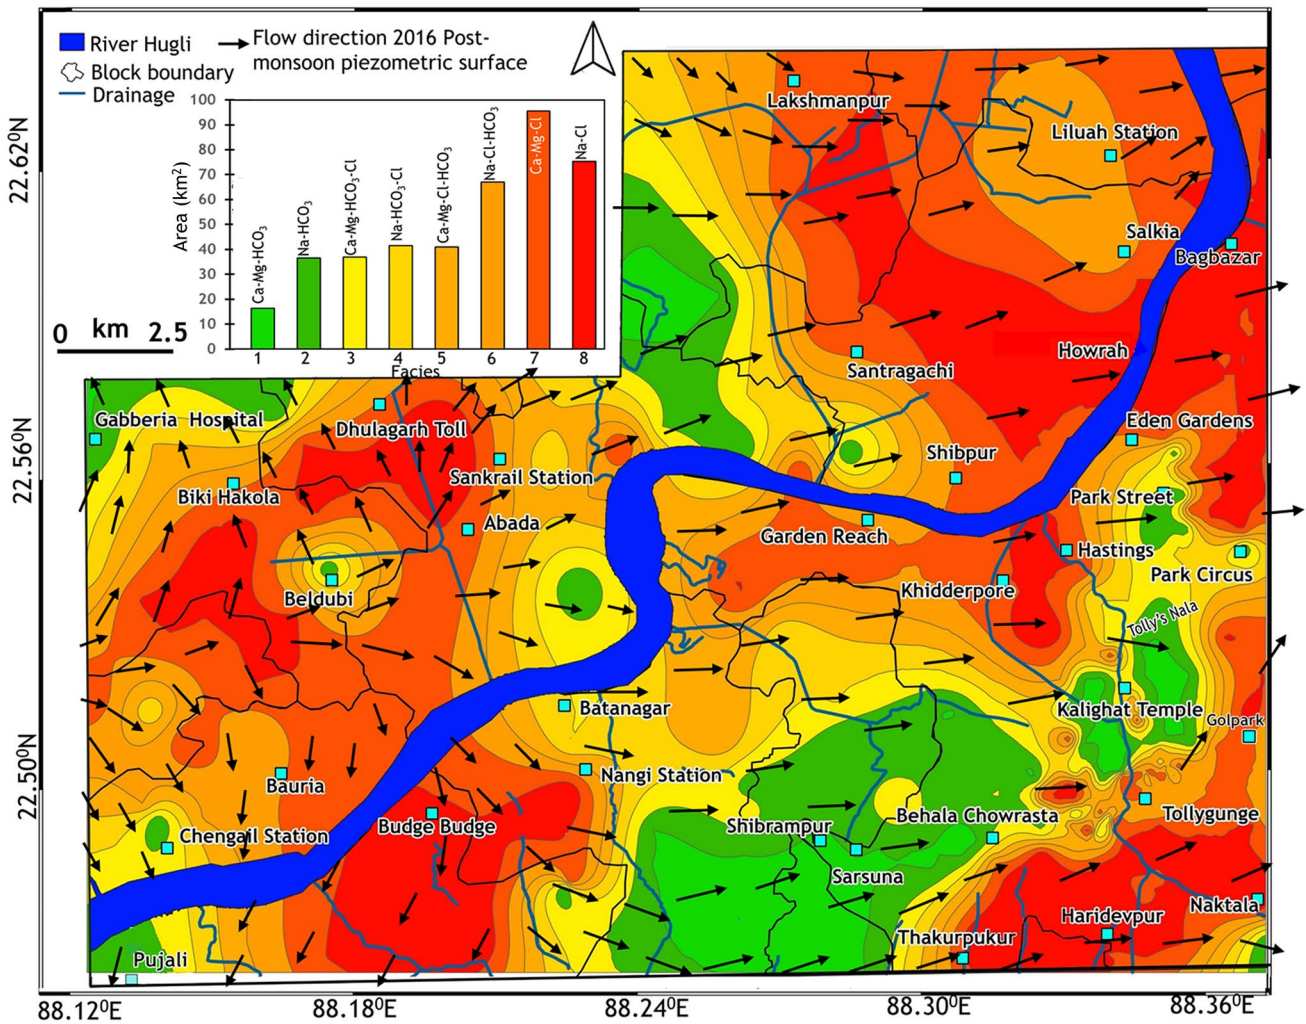 River Hugli
Flow direction 2016 Post-
monsoon piezometric surface
Block boundary
Drainage
Area (km²)
100
90
80
70
60
50
40
30
20
10
0
Ca-Mg-HCO₃
Na-HCO₃
Ca-Mg-HCO₃-Cl
Na-HCO₃-Cl
Ca-Mg-Cl-HCO₃
Na-Cl-HCO₃
Ca-Mg-Cl
Na-Cl
1 2 3 4 5 6 7 8
Facies
0 km 2.5
22.62⁰N
22.56⁰N
22.50⁰N
Lakshmanpur
Liluah Station
Salkia
Bagbazar
Howrah
Santragachi
Gabberia Hospital
Dhulagarh Toll
Eden Gardens
Shibpur
Sankrail Station
Biki Hakola
Park Street
Abada
Garden Reach
Hastings
Park Circus
Khidderpore
Beldubi
Tolly's Nala
Batanagar
Kalighat Temple
Golpark
Nangi Station
Bauria
Behala Chowrasta
Tollygunge
Chengail Station
Budge Budge
Shibrampur
Sarsuna
Naktala
Haridevpur
Thakurpukur
Pujali
88.12⁰E 88.18⁰E 88.24⁰E 88.30⁰E 88.36⁰E